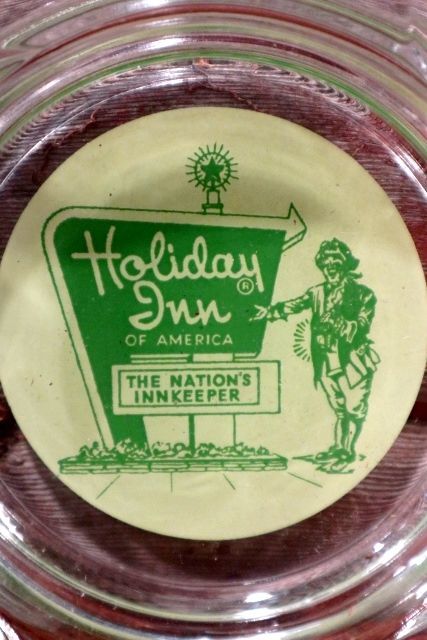 Holiday
Inn ®
OF AMERICA
THE NATION'S
INNKEEPER